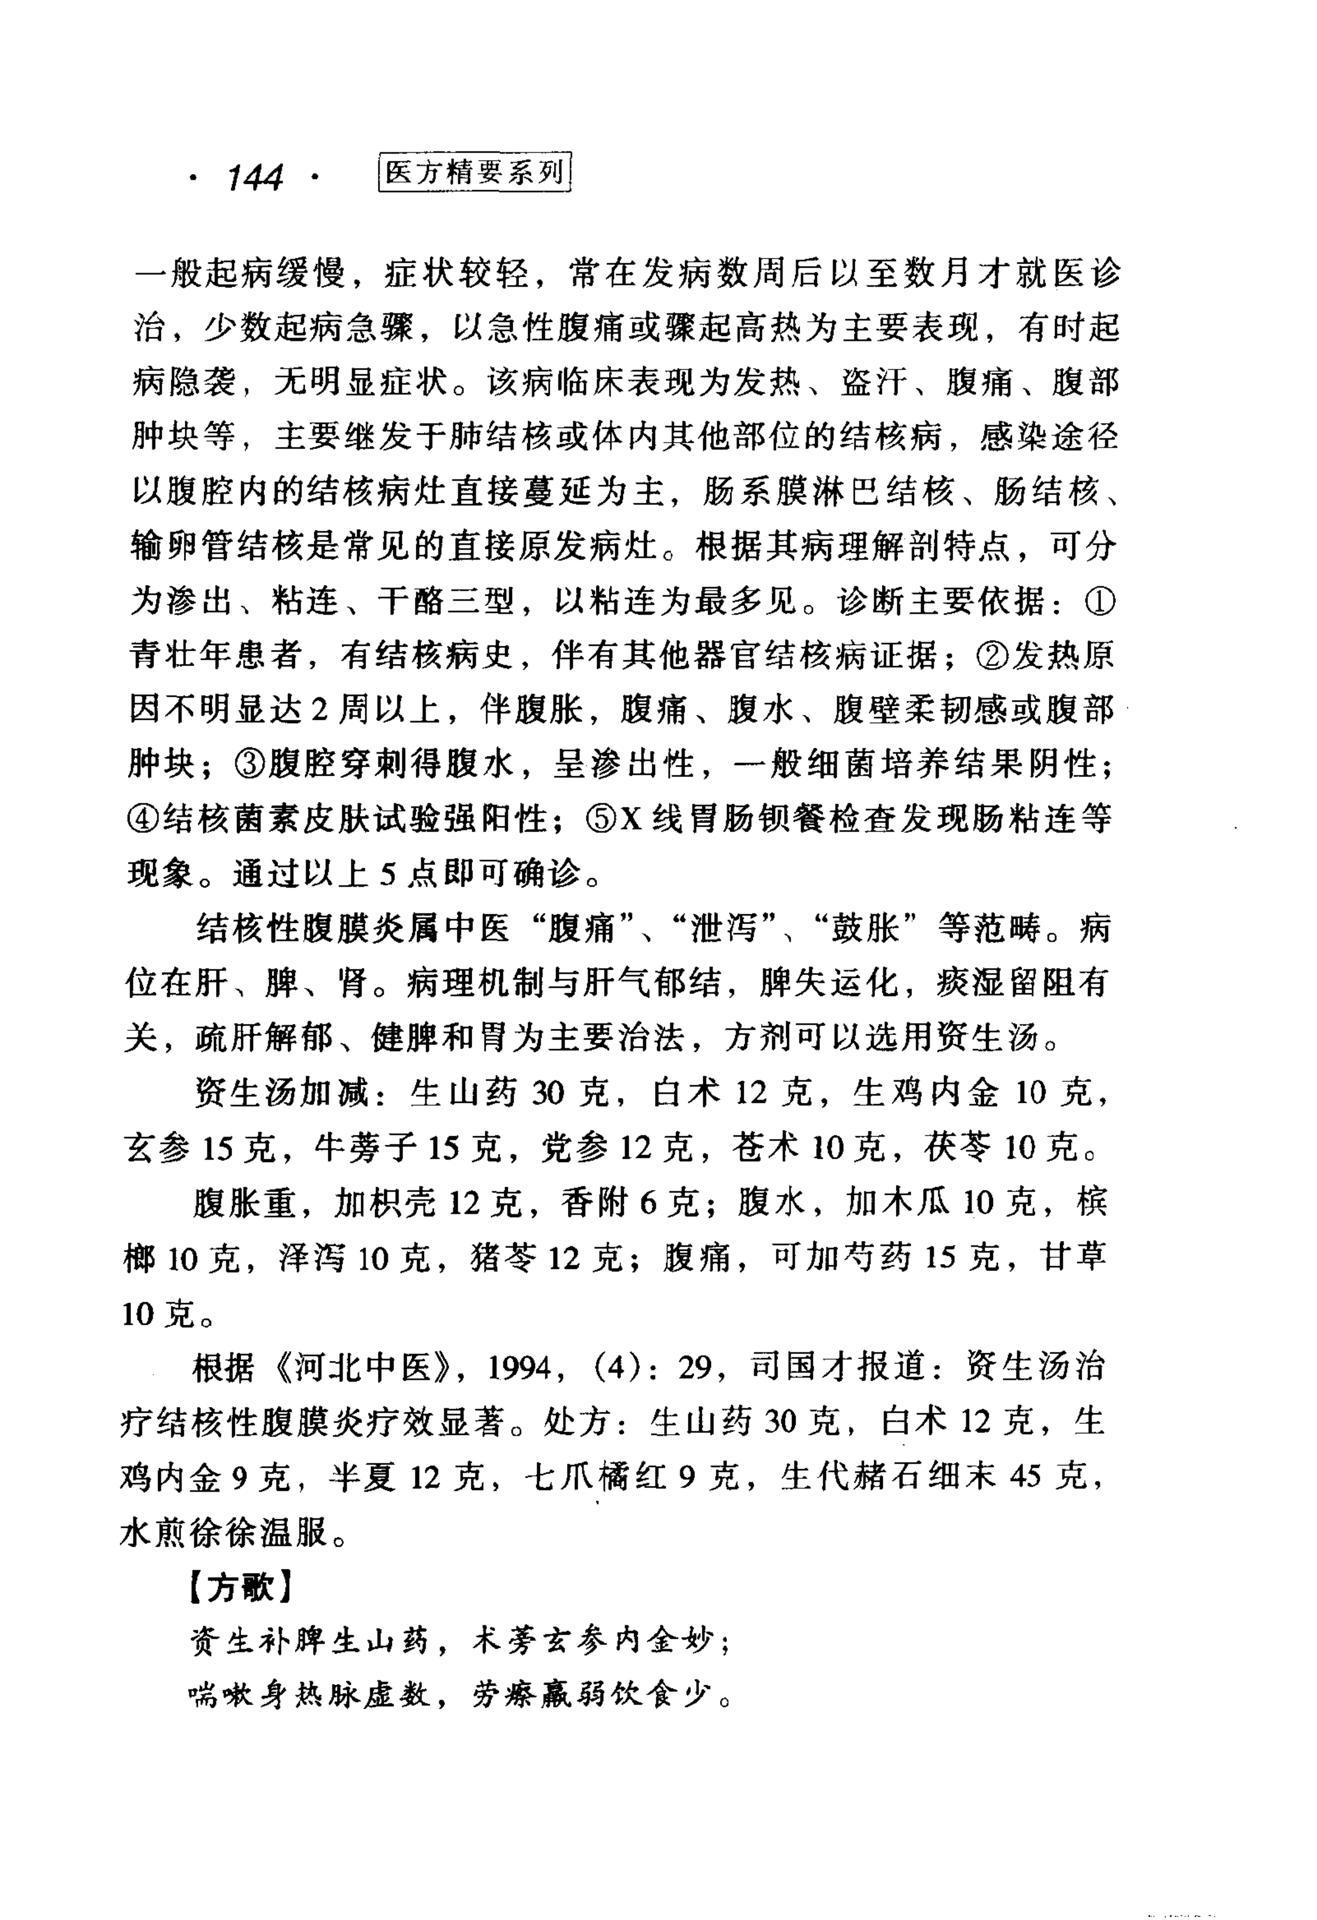 · 144 · 医方精要系列
一般起病缓慢，症状较轻，常在发病数周后以至数月才就医诊
治，少数起病急骤，以急性腹痛或骤起高热为主要表现，有时起
病隐袭，无明显症状。该病临床表现为发热、盗汗、腹痛、腹部
肿块等，主要继发于肺结核或体内其他部位的结核病，感染途径
以腹腔内的结核病灶直接蔓延为主，肠系膜淋巴结核、肠结核、
输卵管结核是常见的直接原发病灶。根据其病理解剖特点，可分
为渗出、粘连、干酪三型，以粘连为最多见。诊断主要依据：①
青壮年患者，有结核病史，伴有其他器官结核病证据；②发热原
因不明显达 2 周以上，伴腹胀，腹痛、腹水、腹壁柔韧感或腹部
肿块；③腹腔穿刺得腹水，呈渗出性，一般细菌培养结果阴性；
④结核菌素皮肤试验强阳性；⑤X 线胃肠钡餐检查发现肠粘连等
现象。通过以上 5 点即可确诊。
结核性腹膜炎属中医“腹痛”、“泄泻”、“鼓胀”等范畴。病
位在肝、脾、肾。病理机制与肝气郁结，脾失运化，痰湿留阻有
关，疏肝解郁、健脾和胃为主要治法，方剂可以选用资生汤。
资生汤加减：生山药 30 克，白术 12 克，生鸡内金 10 克，
玄参 15 克，牛蒡子 15 克，党参 12 克，苍术 10 克，茯苓 10 克。
腹胀重，加枳壳 12 克，香附 6 克；腹水，加木瓜 10 克，槟
榔 10 克，泽泻 10 克，猪苓 12 克；腹痛，可加芍药 15 克，甘草
10 克。
根据《河北中医》，1994，（4）：29，司国才报道：资生汤治
疗结核性腹膜炎疗效显著。处方：生山药 30 克，白术 12 克，生
鸡内金 9 克，半夏 12 克，七爪橘红 9 克，生代赭石细末 45 克，
水煎徐徐温服。
【方歌】
资生补脾生山药，术蒡玄参内金妙；
喘嗽身热脉虚数，劳瘵羸弱饮食少。